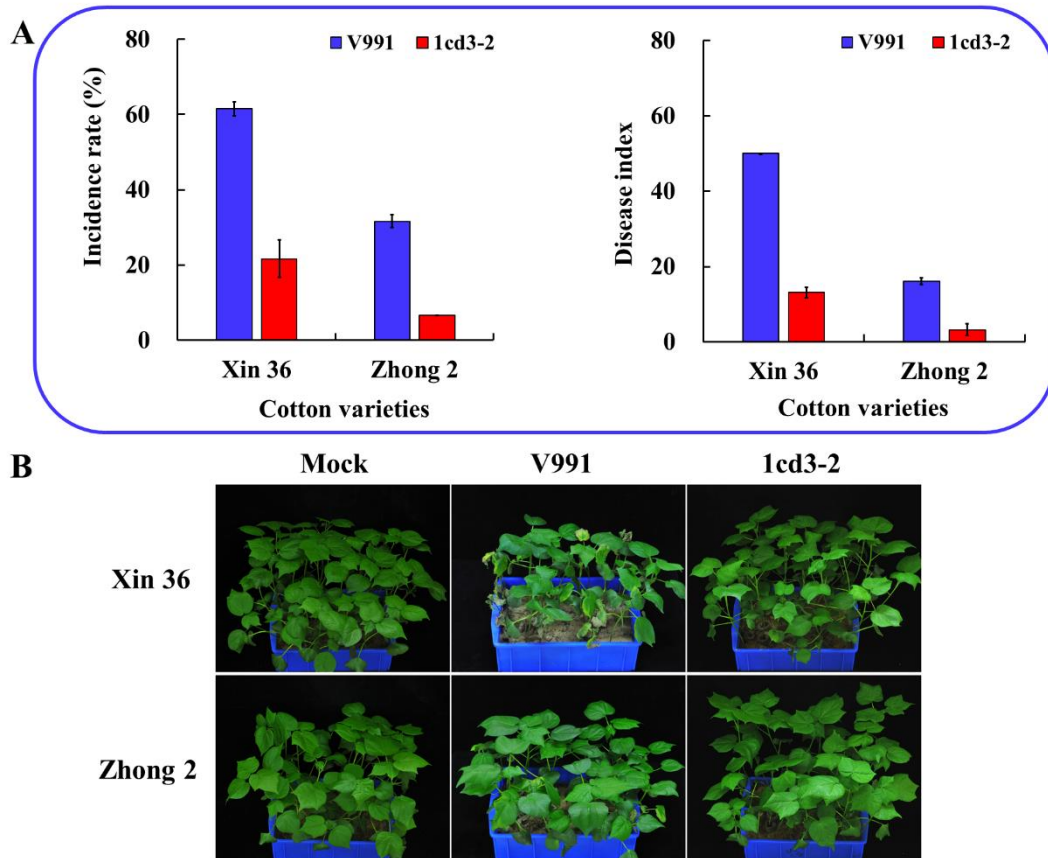 A
80
60
40
20
0
Incidence rate (%)
V991
1cd3-2
Xin 36
Zhong 2
Cotton varieties
80
60
40
20
0
Disease index
V991
1cd3-2
Xin 36
Zhong 2
Cotton varieties
B
Mock
V991
1cd3-2
Xin 36
Zhong 2